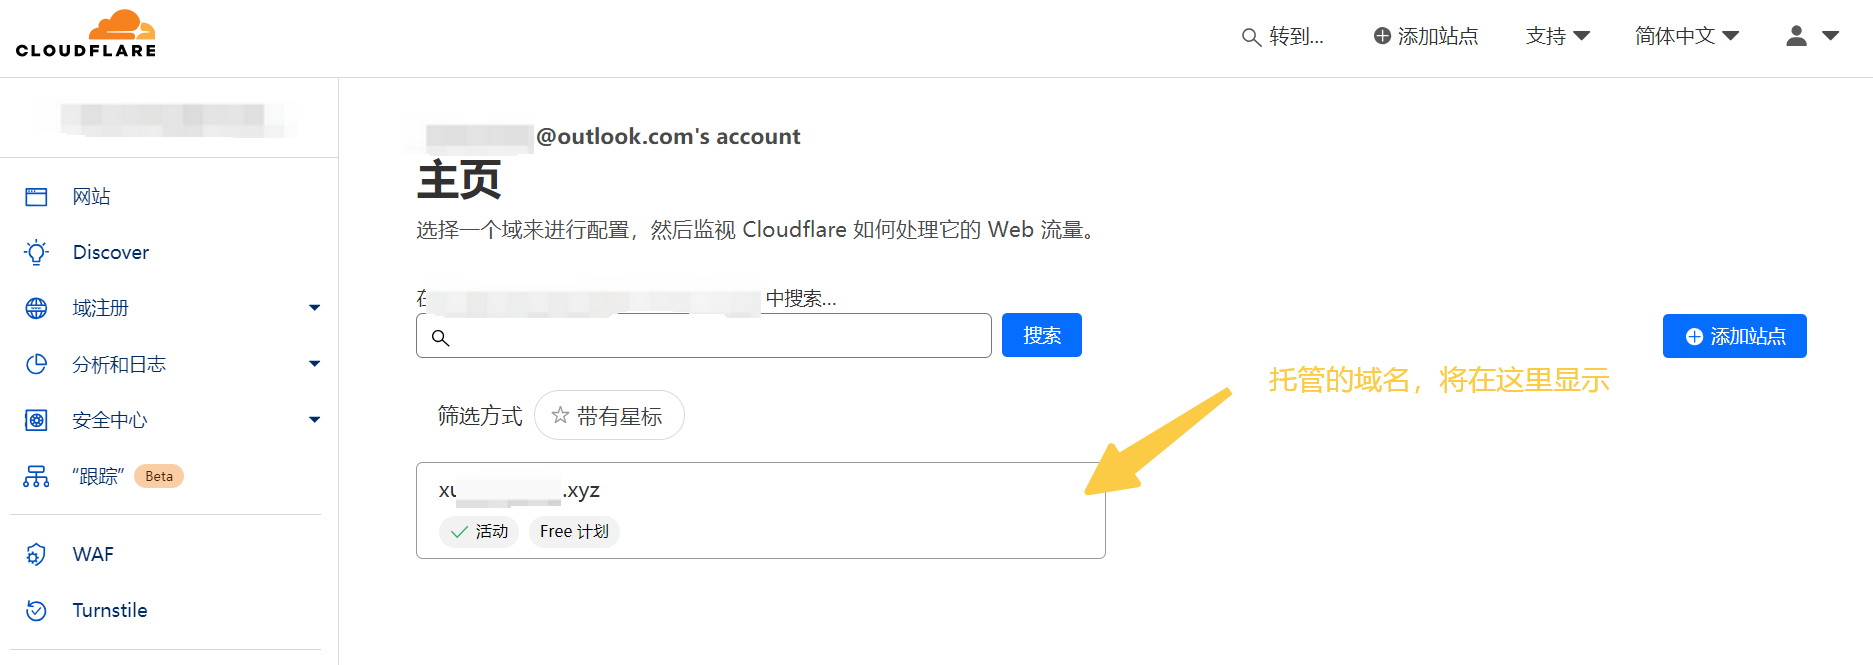 CLOUDFLARE
转到...
添加站点
支持
简体中文
@outlook.com's account
主页
选择一个域来进行配置，然后监视 Cloudflare 如何处理它的 Web 流量。
在 中搜索...
搜索
添加站点
托管的域名，将在这里显示
筛选方式
带有星标
xu .xyz
活动
Free 计划
网站
Discover
域注册
分析和日志
安全中心
“跟踪” Beta
WAF
Turnstile